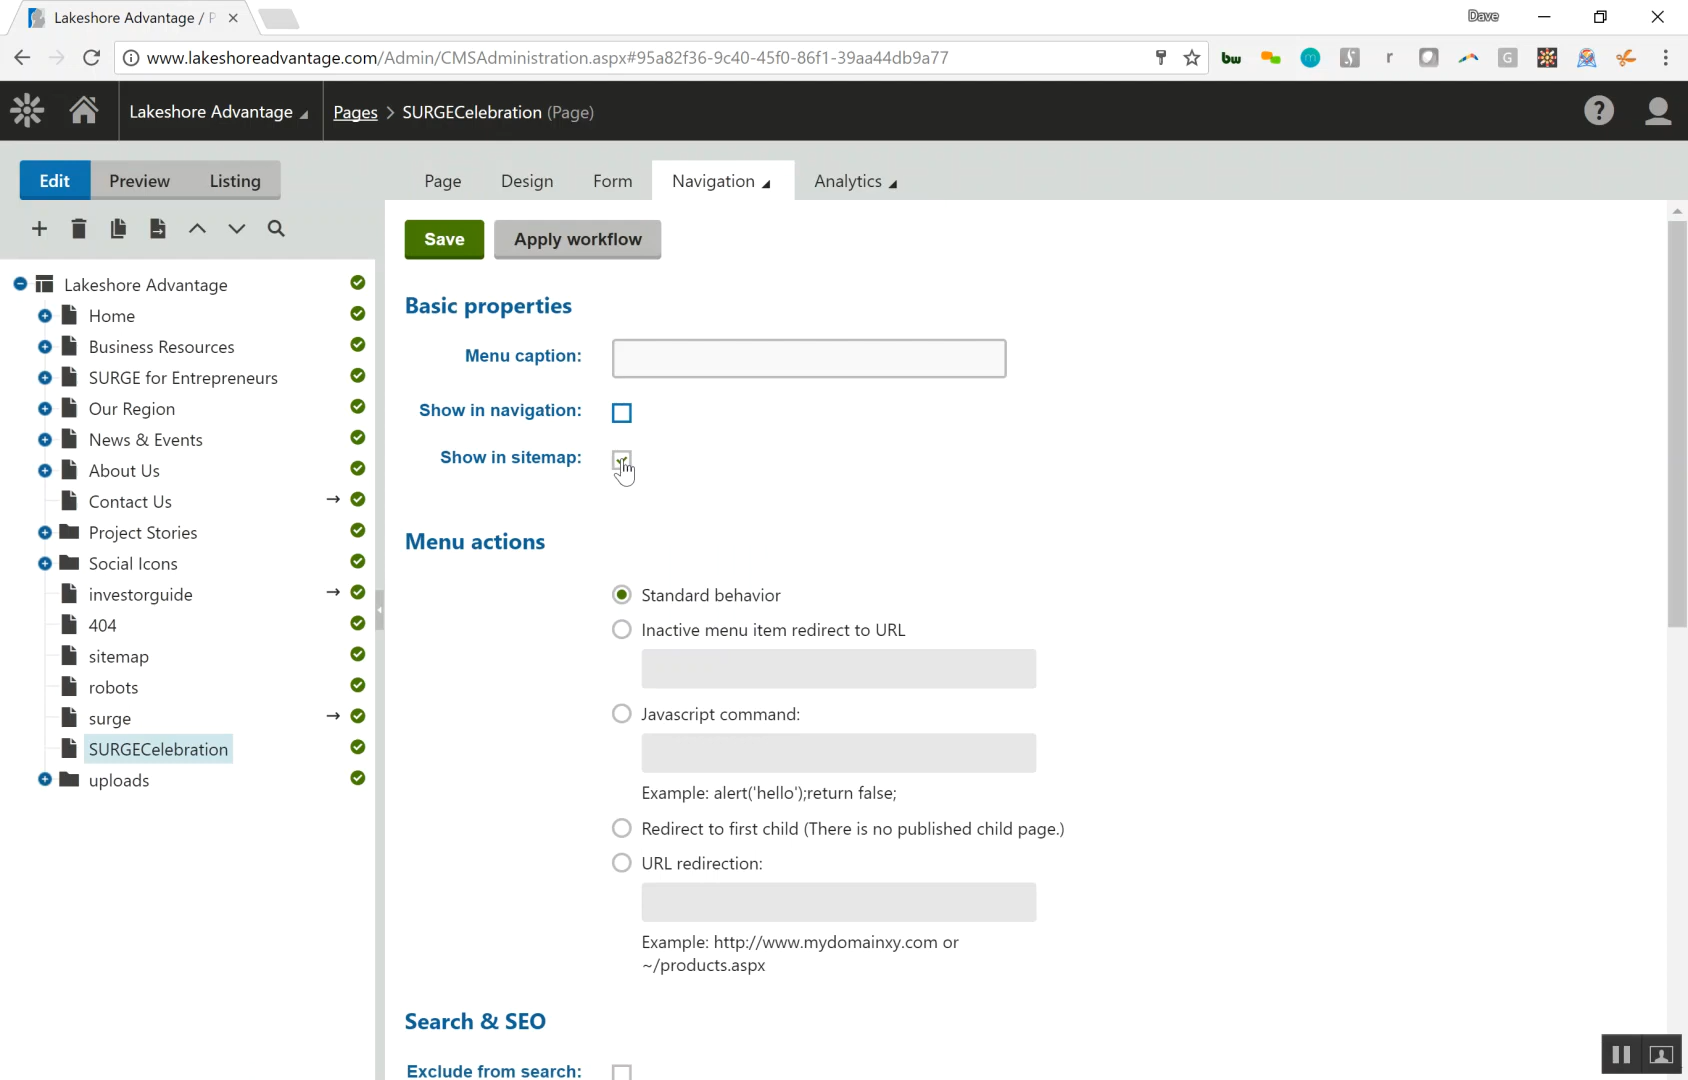 Lakeshore Advantage / P
Dave
www.lakeshoreadvantage.com/Admin/CMSAdministration.aspx#95a82f36-9c40-45f0-86f1-39aa44db9a77
bw
m
r
G
Lakeshore Advantage
Pages > SURGECelebration (Page)
?
Edit
Preview
Listing
Page
Design
Form
Navigation
Analytics
Save
Apply workflow
Lakeshore Advantage
Home
Business Resources
SURGE for Entrepreneurs
Our Region
News & Events
About Us
Contact Us
Project Stories
Social Icons
investorguide
404
sitemap
robots
surge
SURGECelebration
uploads
Basic properties
Menu caption:
Show in navigation:
Show in sitemap:
Menu actions
Standard behavior
Inactive menu item redirect to URL
Javascript command:
Example: alert('hello');return false;
Redirect to first child (There is no published child page.)
URL redirection:
Example: http://www.mydomainxy.com or
~/products.aspx
Search & SEO
Exclude from search: